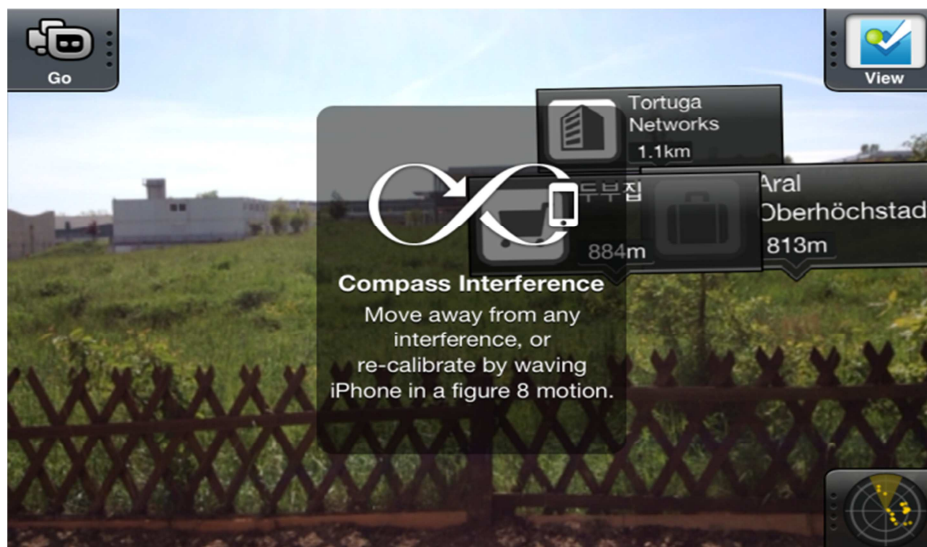 Go
View
Tortuga
Networks
1.1km
두부집
884m
Aral
Oberhöchstad
813m
Compass Interference
Move away from any
interference, or
re-calibrate by waving
iPhone in a figure 8 motion.